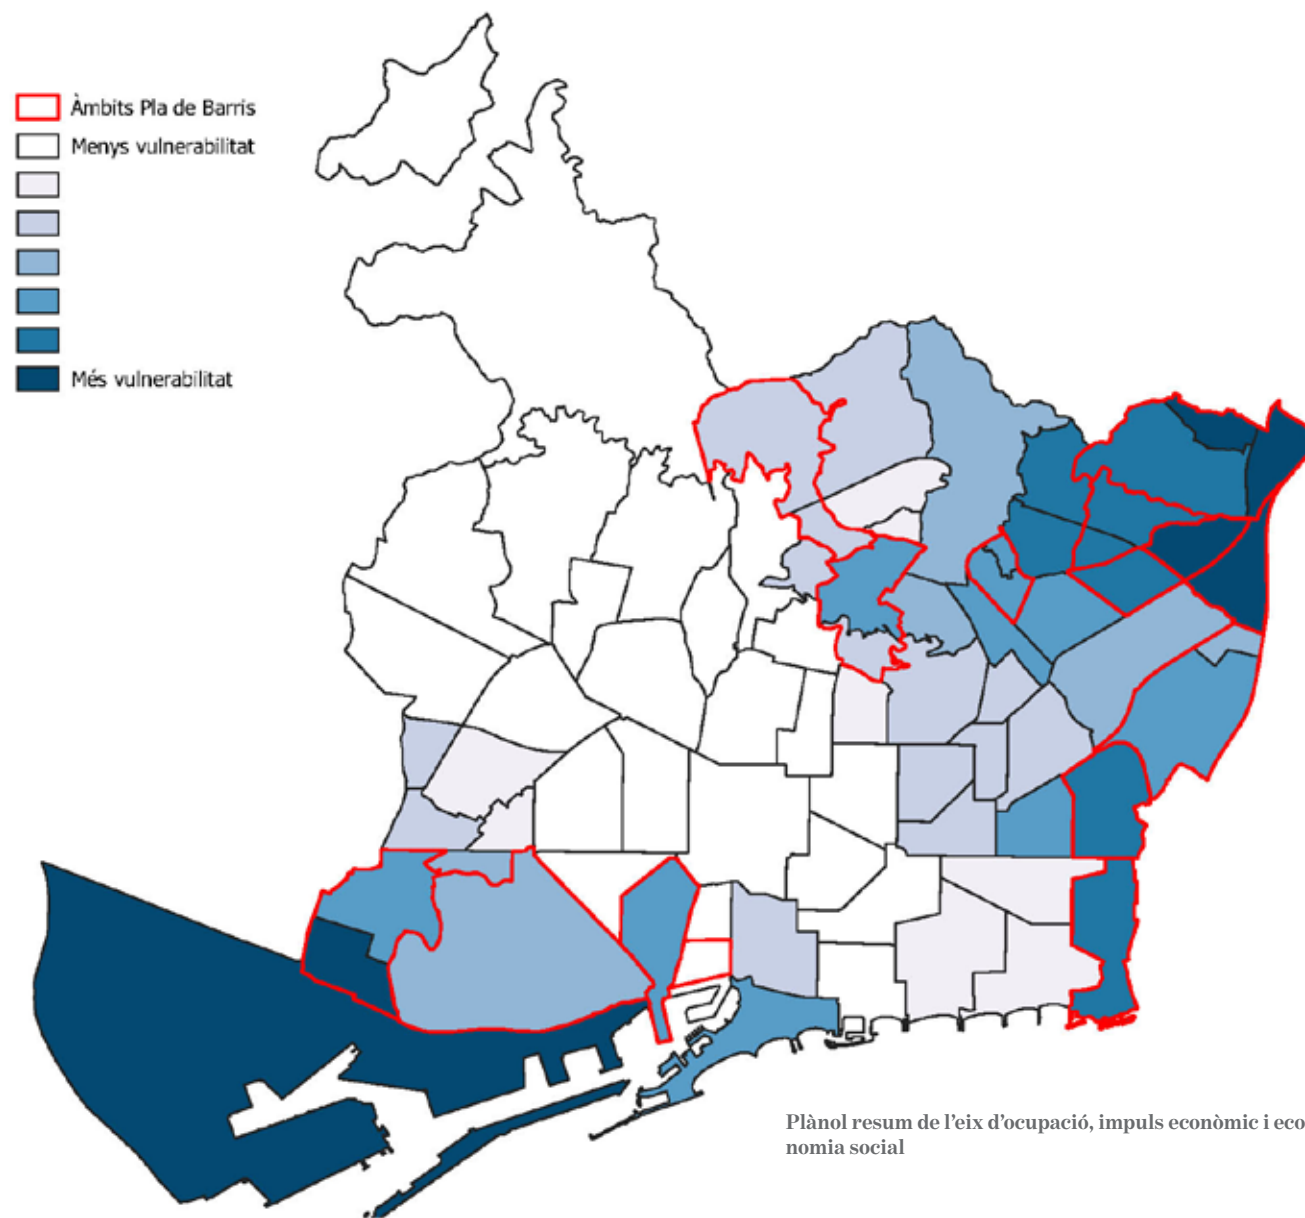 Àmbits Pla de Barris
Menys vulnerabilitat
Més vulnerabilitat
Plànol resum de l'eix d'ocupació, impuls econòmic i eco
nomia social